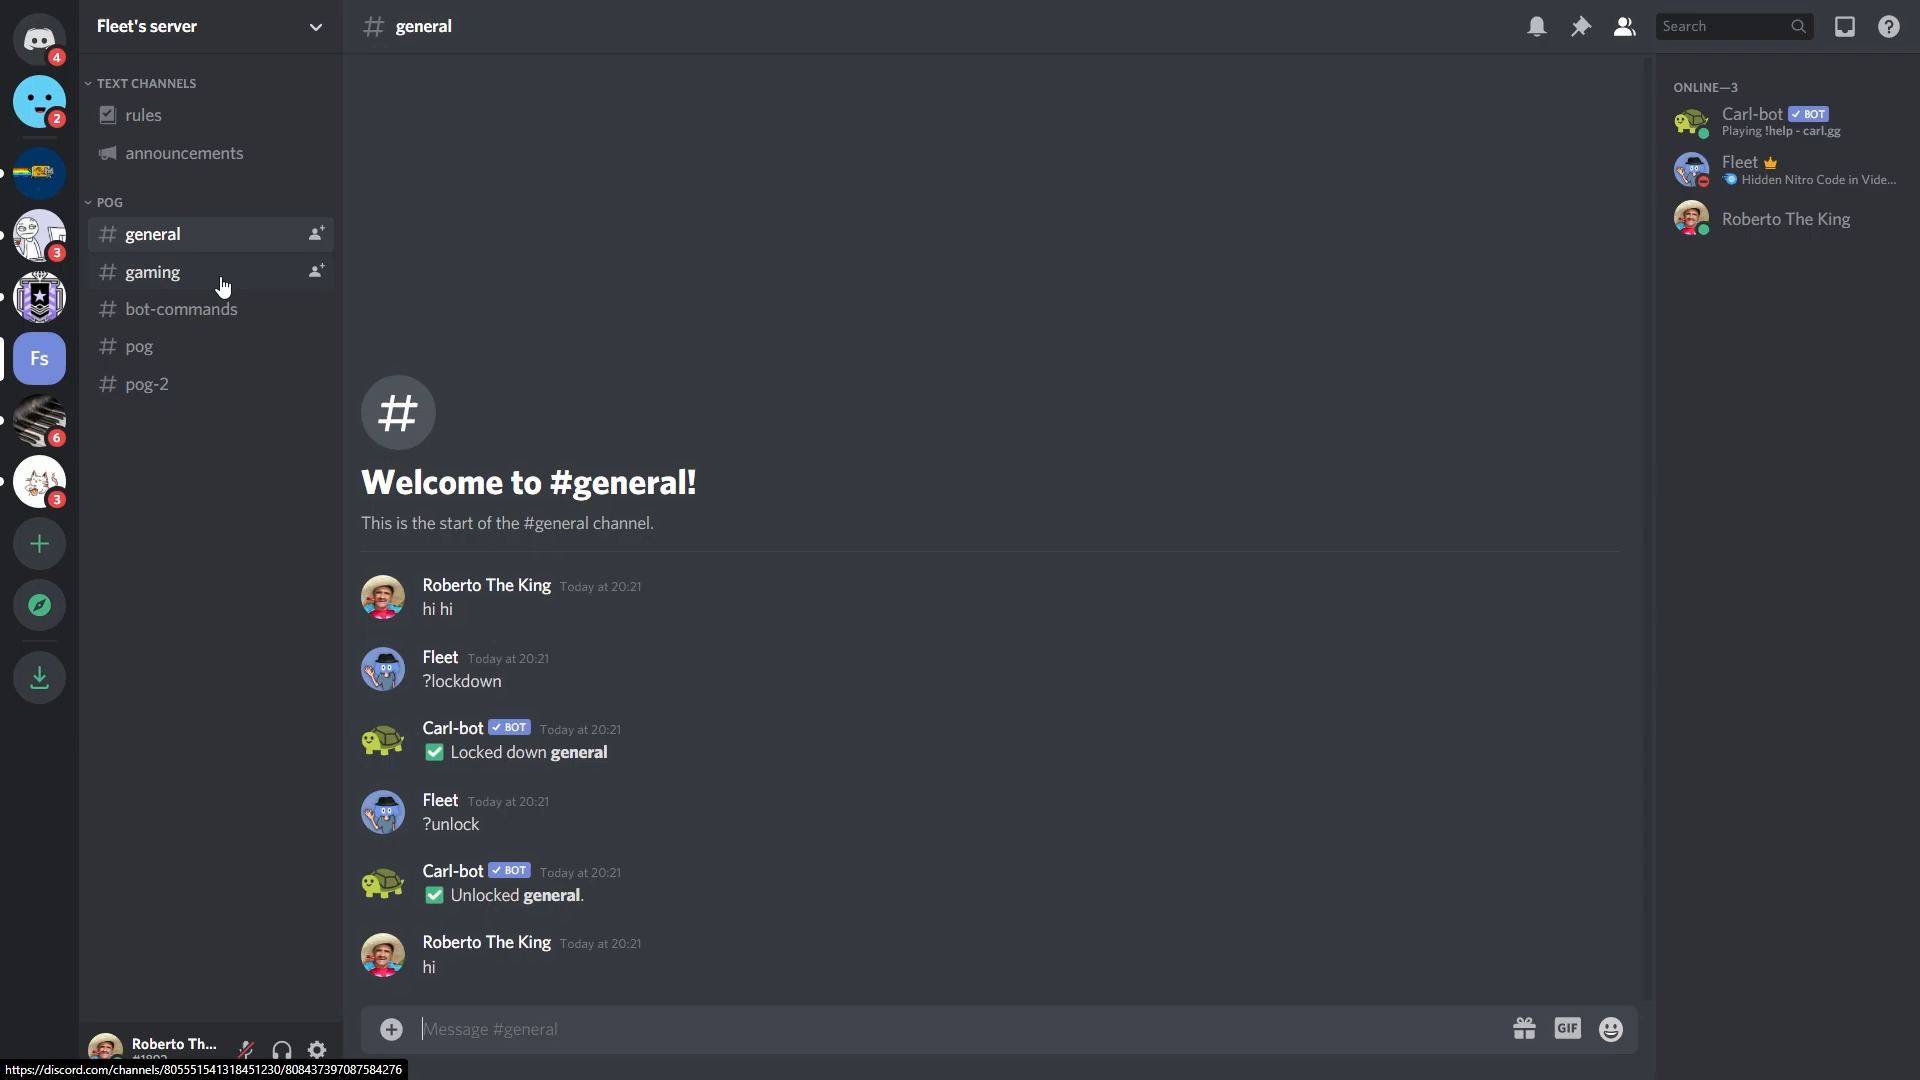 Fleet's server
general
Search
4
2
3
Fs
6
3
TEXT CHANNELS
rules
announcements
POG
general
gaming
bot-commands
pog
pog-2
Welcome to #general!
This is the start of the #general channel.
Roberto The King Today at 20:21
hi hi
Fleet Today at 20:21
?lockdown
Carl-bot ✓ BOT Today at 20:21
✅ Locked down general
Fleet Today at 20:21
?unlock
Carl-bot ✓ BOT Today at 20:21
✅ Unlocked general.
Roberto The King Today at 20:21
hi
Message #general
GIF
ONLINE—3
Carl-bot ✓ BOT
Playing !help - carl.gg
Fleet
Hidden Nitro Code in Vide...
Roberto The King
Roberto Th...
https://discord.com/channels/805551541318451230/808437397087584276